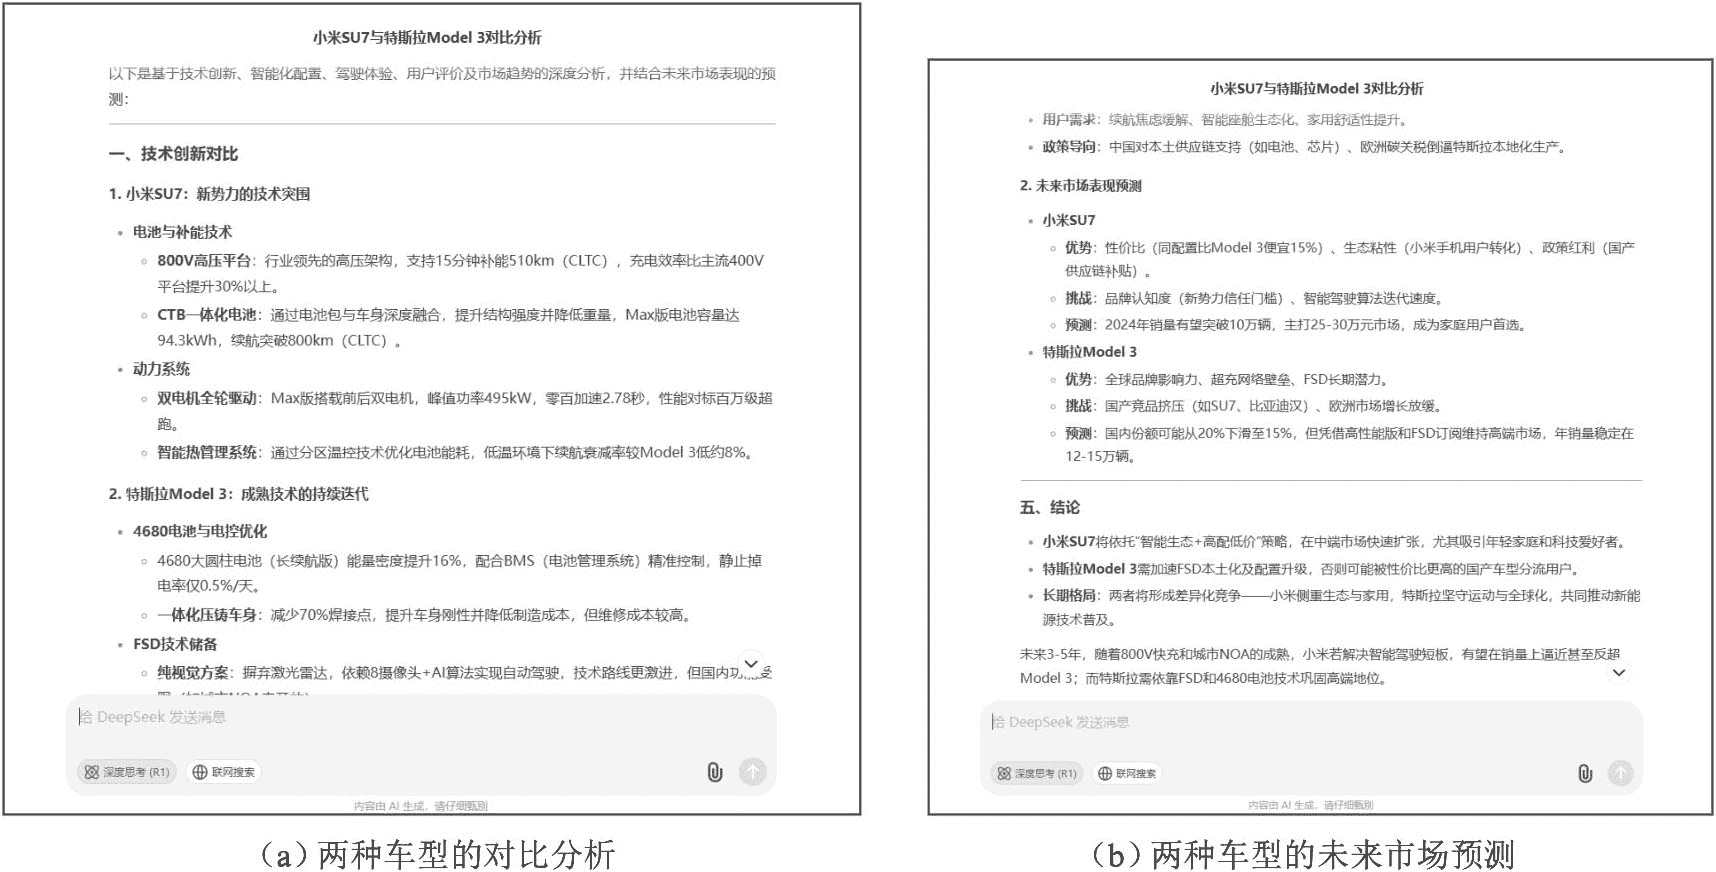 小米SU7与特斯拉Model 3对比分析
以下是基于技术创新、智能化配置、驾驶体验、用户评价及市场趋势的深度分析，并结合未来市场表现的预
测：
一、技术创新对比
1. 小米SU7：新势力的技术突围
• 电池与补能技术
○ 800V高压平台：行业领先的高压架构，支持15分钟补能510km（CLTC），充电效率比主流400V
平台提升30%以上。
○ CTB一体化电池：通过电池包与车身深度融合，提升结构强度并降低重量，Max版电池容量达
94.3kWh，续航突破800km（CLTC）。
• 动力系统
○ 双电机全轮驱动：Max版搭载前后双电机，峰值功率495kW，零百加速2.78秒，性能对标百万级超
跑。
○ 智能热管理系统：通过分区温控技术优化电池能耗，低温环境下续航衰减率较Model 3低约8%。
2. 特斯拉Model 3：成熟技术的持续迭代
• 4680电池与电控优化
○ 4680大圆柱电池（长续航版）能量密度提升16%，配合BMS（电池管理系统）精准控制，静止掉
电率仅0.5%/天。
○ 一体化压铸车身：减少70%焊接点，提升车身刚性并降低制造成本，但维修成本较高。
• FSD技术储备
○ 纯视觉方案：摒弃激光雷达，依赖8摄像头+AI算法实现自动驾驶，技术路线更激进，但国内功能受
给 DeepSeek 发送消息
深度思考 (R1) 联网搜索
内容由 AI 生成，请仔细甄别
（a）两种车型的对比分析
小米SU7与特斯拉Model 3对比分析
• 用户需求：续航焦虑缓解、智能座舱生态化、家用舒适性提升。
• 政策导向：中国对本土供应链支持（如电池、芯片）、欧洲碳关税倒逼特斯拉本地化生产。
2. 未来市场表现预测
• 小米SU7
○ 优势：性价比（同配置比Model 3便宜15%）、生态粘性（小米手机用户转化）、政策红利（国产
供应链补贴）。
○ 挑战：品牌认知度（新势力信任门槛）、智能驾驶算法迭代速度。
○ 预测：2024年销量有望突破10万辆，主打25-30万元市场，成为家庭用户首选。
• 特斯拉Model 3
○ 优势：全球品牌影响力、超充网络壁垒、FSD长期潜力。
○ 挑战：国产竞品挤压（如SU7、比亚迪汉）、欧洲市场增长放缓。
○ 预测：国内份额可能从20%下滑至15%，但凭借高性能版和FSD订阅维持高端市场，年销量稳定在
12-15万辆。
五、结论
• 小米SU7将依托“智能生态+高配低价”策略，在中端市场快速扩张，尤其吸引年轻家庭和科技爱好者。
• 特斯拉Model 3需加速FSD本土化及配置升级，否则可能被性价比更高的国产车型分流用户。
• 长期格局：两者将形成差异化竞争——小米侧重生态与家用，特斯拉坚守运动与全球化，共同推动新能
源技术普及。
未来3-5年，随着800V快充和城市NOA的成熟，小米若解决智能驾驶短板，有望在销量上逼近甚至反超
Model 3；而特斯拉需依靠FSD和4680电池技术巩固高端地位。
给 DeepSeek 发送消息
深度思考 (R1) 联网搜索
内容由 AI 生成，请仔细甄别
（b）两种车型的未来市场预测